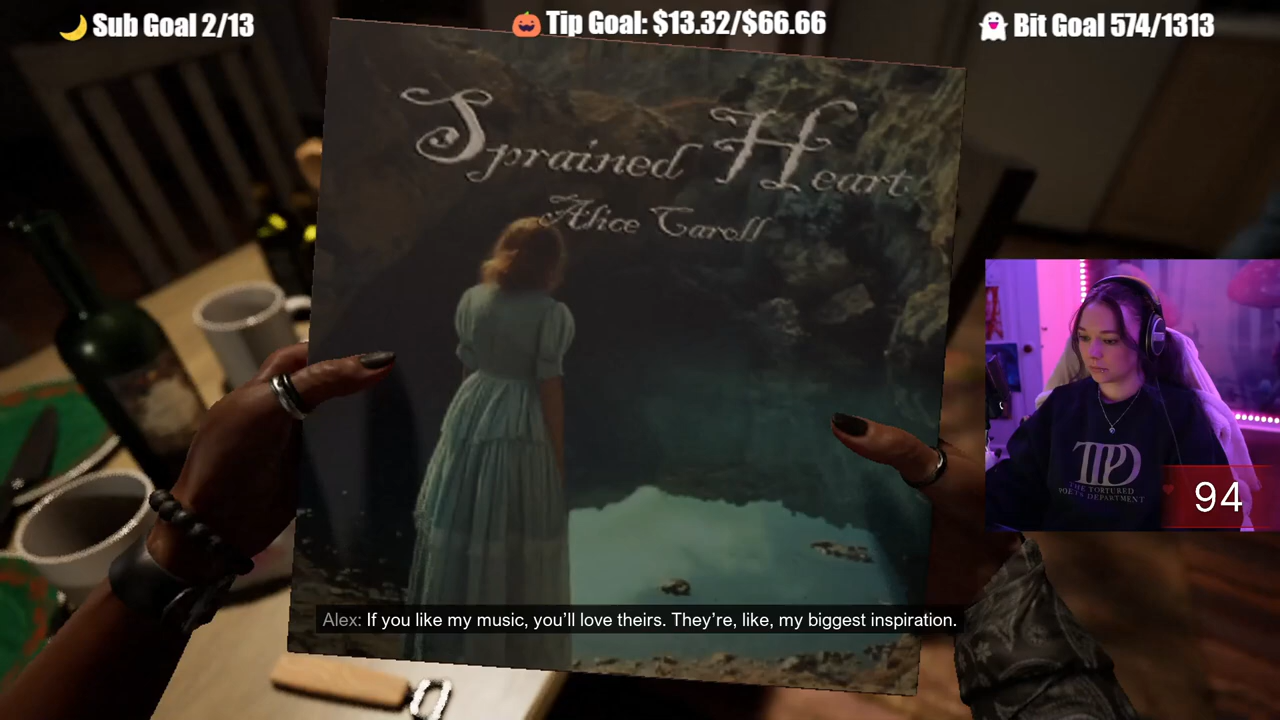 🌙 Sub Goal 2/13
🎃 Tip Goal: $13.32/$66.66
👻 Bit Goal 574/1313
Sprained Heart
Alice Caroll
TTPD
THE TORTURED
POETS DEPARTMENT
94
Alex: If you like my music, you'll love theirs. They're, like, my biggest inspiration.